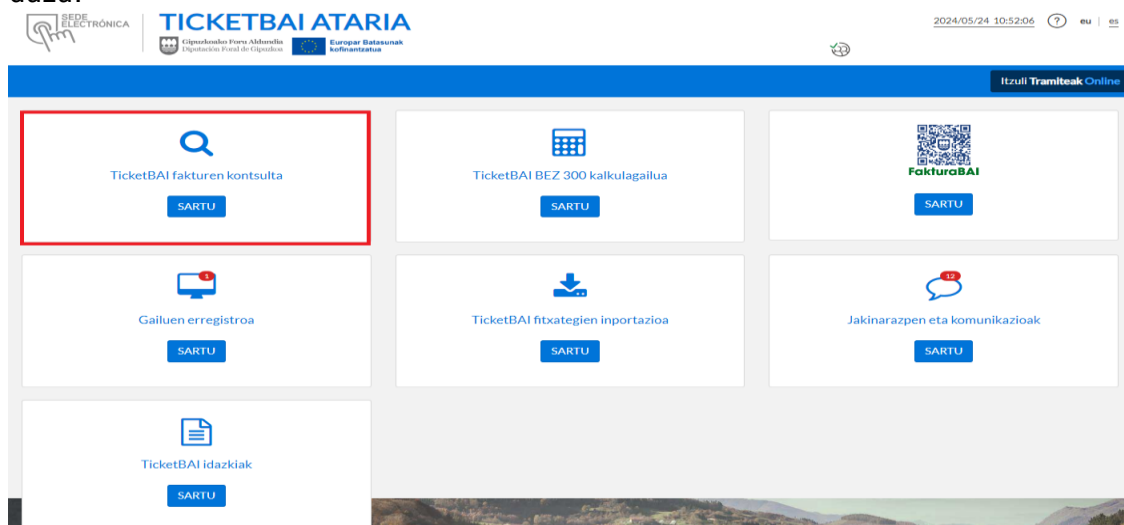 SEDE
ELECTRÓNICA
TICKETBAI ATARIA
Gipuzkoako Foru Aldundia
Diputación Foral de Gipuzkoa
Europar Batasunak
kofinantzatua
2024/05/24 10:52:06 ? eu | es
Itzuli Tramiteak Online
TicketBAI fakturen kontsulta
SARTU
TicketBAI BEZ 300 kalkulagailua
SARTU
FakturaBAI
SARTU
1
Gailuen erregistroa
SARTU
TicketBAI fitxategien inportazioa
SARTU
12
Jakinarazpen eta komunikazioak
SARTU
TicketBAI idazkiak
SARTU